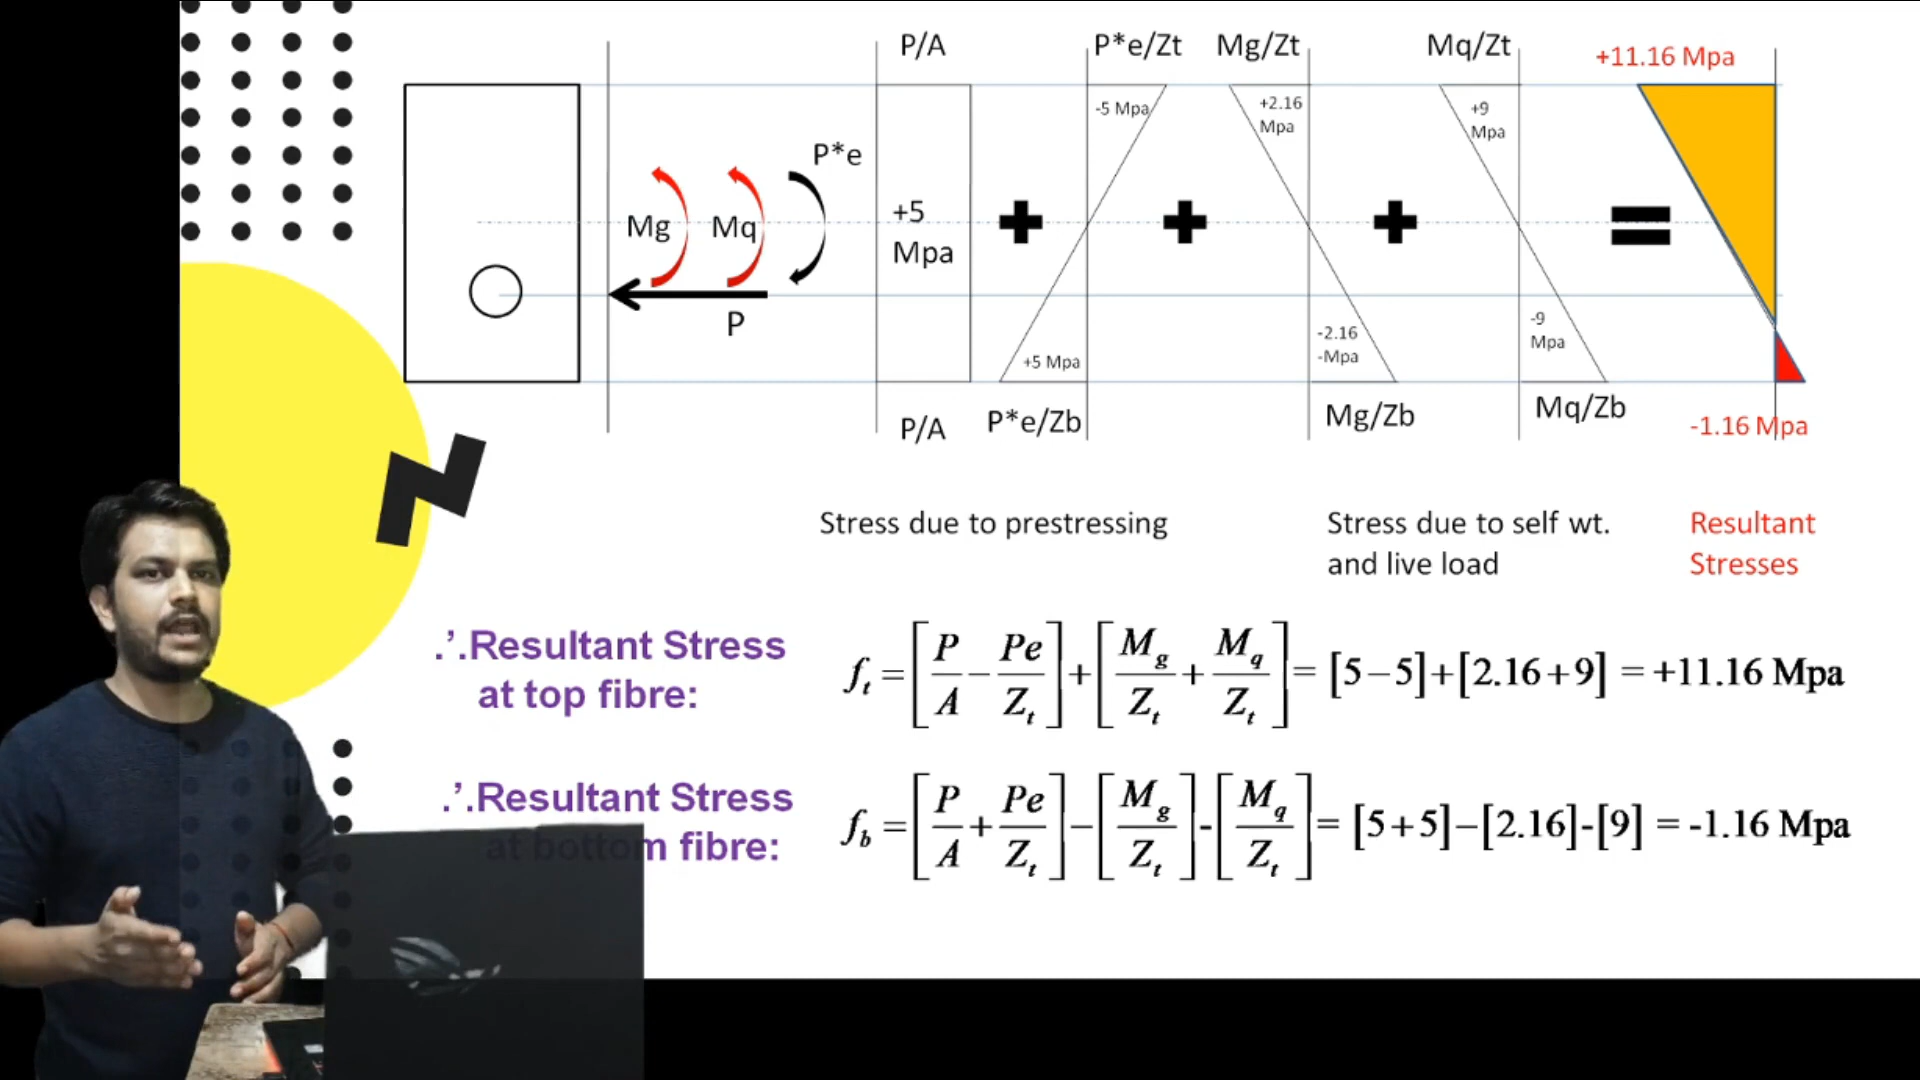 P/A
P*e/Zt
Mg/Zt
Mq/Zt
+11.16 Mpa
-5 Mpa
+2.16
Mpa
+9
Mpa
P*e
+5
Mpa
Mg
Mq
P
+5 Mpa
-2.16
-Mpa
-9
Mpa
P/A
P*e/Zb
Mg/Zb
Mq/Zb
-1.16 Mpa
Stress due to prestressing
Stress due to self wt.
and live load
Resultant
Stresses
.’.Resultant Stress
at top fibre:
f_t = [P/A − Pe/Z_t] + [M_g/Z_t + M_q/Z_t] = [5−5]+[2.16+9] = +11.16 Mpa
.’.Resultant Stress
at bottom fibre:
f_b = [P/A + Pe/Z_t] − [M_g/Z_t] - [M_q/Z_t] = [5+5]−[2.16]-[9] = -1.16 Mpa